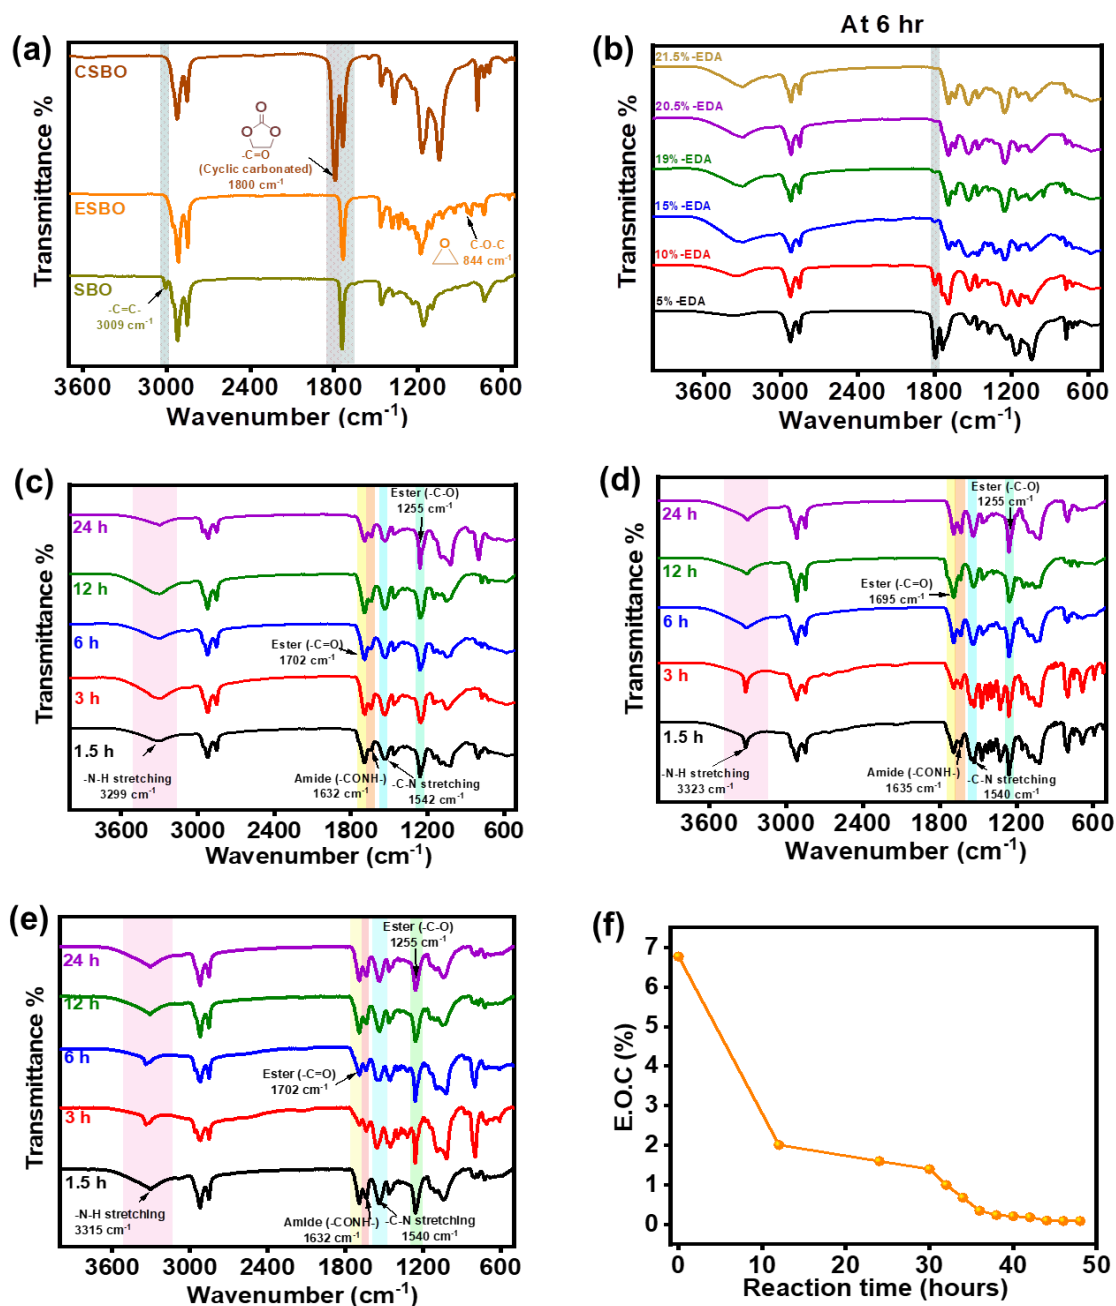 (a)
CSBO
O
O
O
-C=O
(Cyclic carbonated)
1800 cm⁻¹
ESBO
O
C-O-C
844 cm⁻¹
SBO
-C=C-
3009 cm⁻¹
Transmittance %
3600 3000 2400 1800 1200 600
Wavenumber (cm⁻¹)
(b)
At 6 hr
21.5%-EDA
20.5%-EDA
19%-EDA
15%-EDA
10%-EDA
5%-EDA
Transmittance %
3600 3000 2400 1800 1200 600
Wavenumber (cm⁻¹)
(c)
Ester (-C-O)
1255 cm⁻¹
24 h
12 h
6 h
Ester (-C=O)
1702 cm⁻¹
3 h
1.5 h
-N-H stretching
3299 cm⁻¹
Amide (-CONH-)
1632 cm⁻¹
-C-N stretching
1542 cm⁻¹
Transmittance %
3600 3000 2400 1800 1200 600
Wavenumber (cm⁻¹)
(d)
Ester (-C-O)
1255 cm⁻¹
24 h
12 h
Ester (-C=O)
1695 cm⁻¹
6 h
3 h
1.5 h
-N-H stretching
3323 cm⁻¹
Amide (-CONH-)
1635 cm⁻¹
-C-N stretching
1540 cm⁻¹
Transmittance %
3600 3000 2400 1800 1200 600
Wavenumber (cm⁻¹)
(e)
Ester (-C-O)
1255 cm⁻¹
24 h
12 h
6 h
Ester (-C=O)
1702 cm⁻¹
3 h
1.5 h
-N-H stretching
3315 cm⁻¹
Amide (-CONH-)
1632 cm⁻¹
-C-N stretching
1540 cm⁻¹
Transmittance %
3600 3000 2400 1800 1200 600
Wavenumber (cm⁻¹)
(f)
7
6
5
4
3
2
1
0
E.O.C (%)
0 10 20 30 40 50
Reaction time (hours)